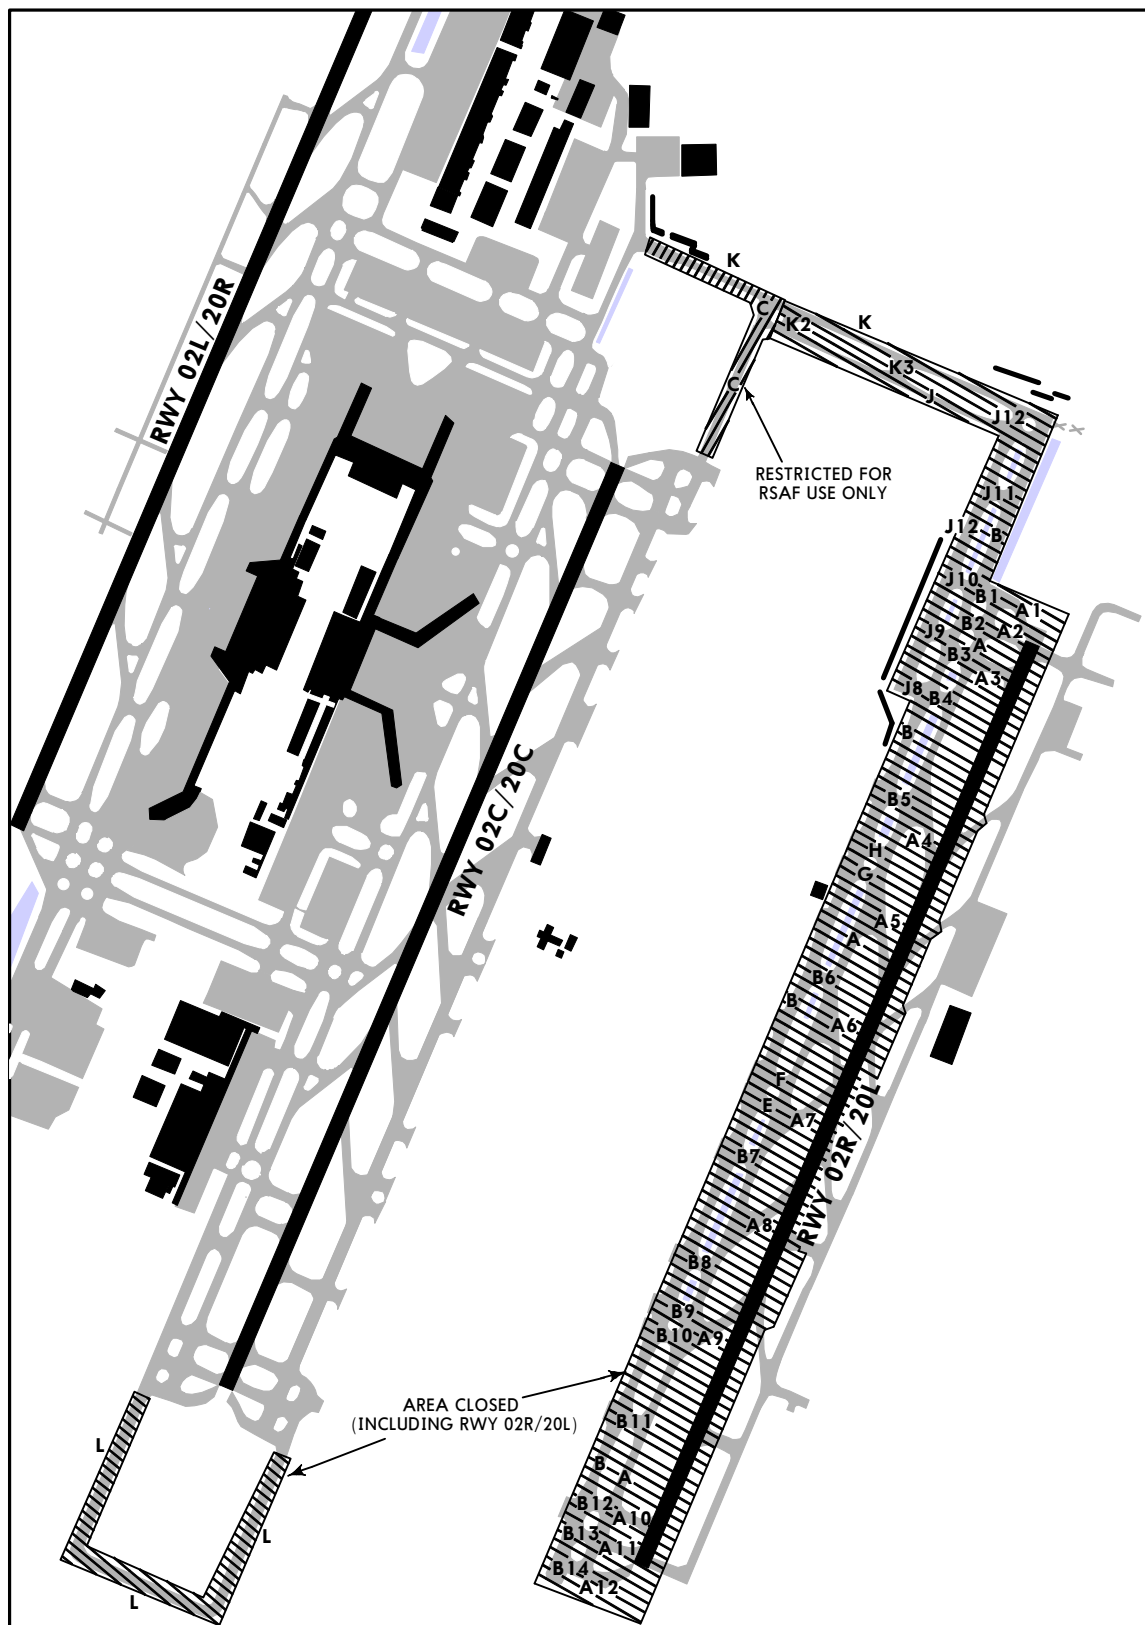 K
C
K2
K
RWY 02L/20R
K3
C
J
J12
RESTRICTED FOR
RSAF USE ONLY
J11
J12
B
J10
B1
A1
B2
A2
J9
A
B3
A3
J8
B4
B
RWY 02C/20C
B5
A4
H
G
A5
A
B6
B
A6
F
E
A7
B7
RWY 02R/20L
A8
B8
B9
B10
A9
AREA CLOSED
(INCLUDING RWY 02R/20L)
B11
L
B
A
B12
A10
L
B13
A11
B14
A12
L